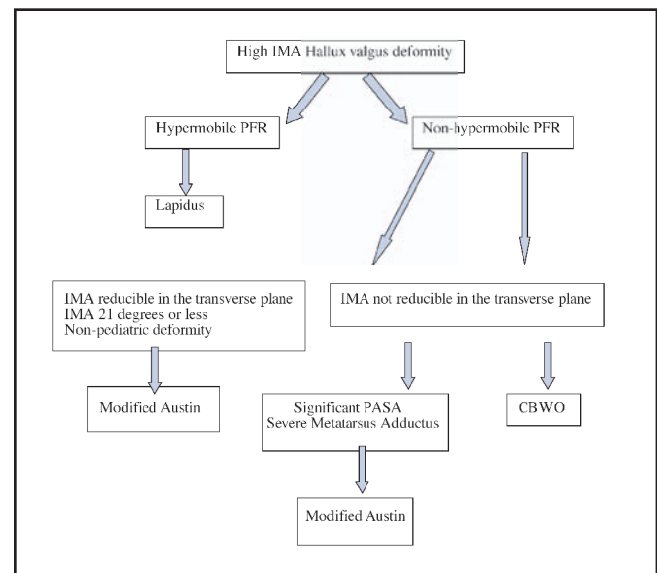 High IMA Hallux valgus deformity
Hypermobile PFR
Non-hypermobile PFR
Lapidus
IMA reducible in the transverse plane
IMA 21 degrees or less
Non-pediatric deformity
IMA not reducible in the transverse plane
Modified Austin
Significant PASA
Severe Metatarsus Adductus
CBWO
Modified Austin